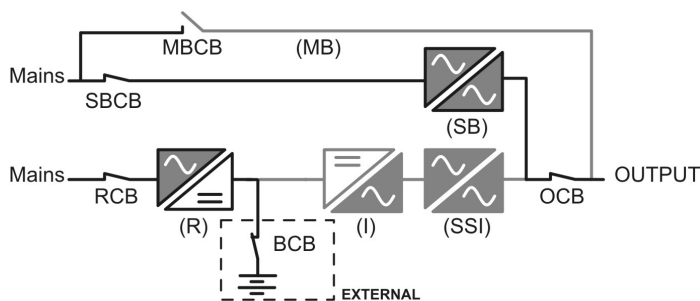 MBCB
(MB)
Mains
SBCB
(SB)
Mains
RCB
(R)
(I)
(SSI)
OCB
OUTPUT
BCB
EXTERNAL